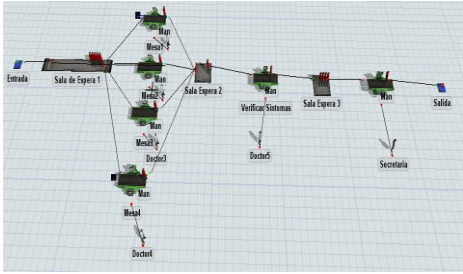 Man
Mesa1
Entrada
Sala de Espera 1
Man
Mesa2
Sala Espera 2
Man
Verificar Sintomas
Sala Espera 3
Man
Salida
Man
Mesa3
Doctor3
Doctor5
Secretaria
Man
Mesa4
Doctor4